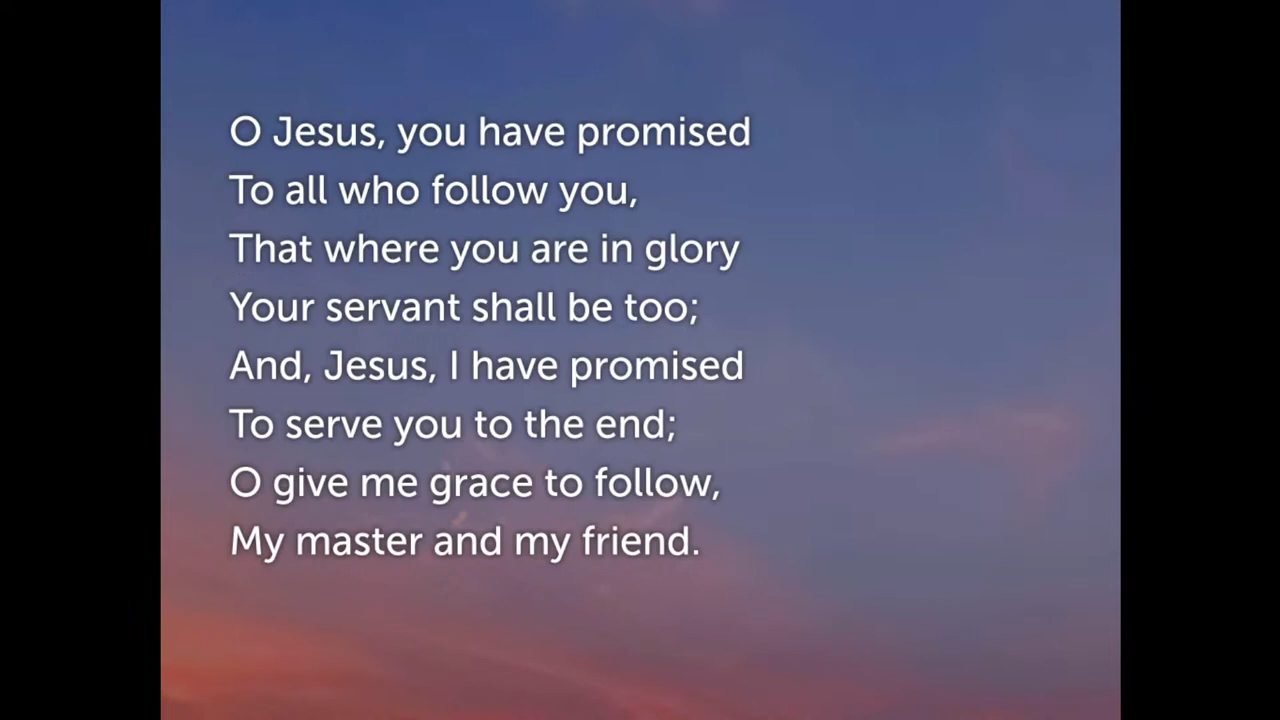 O Jesus, you have promised
To all who follow you,
That where you are in glory
Your servant shall be too;
And, Jesus, I have promised
To serve you to the end;
O give me grace to follow,
My master and my friend.